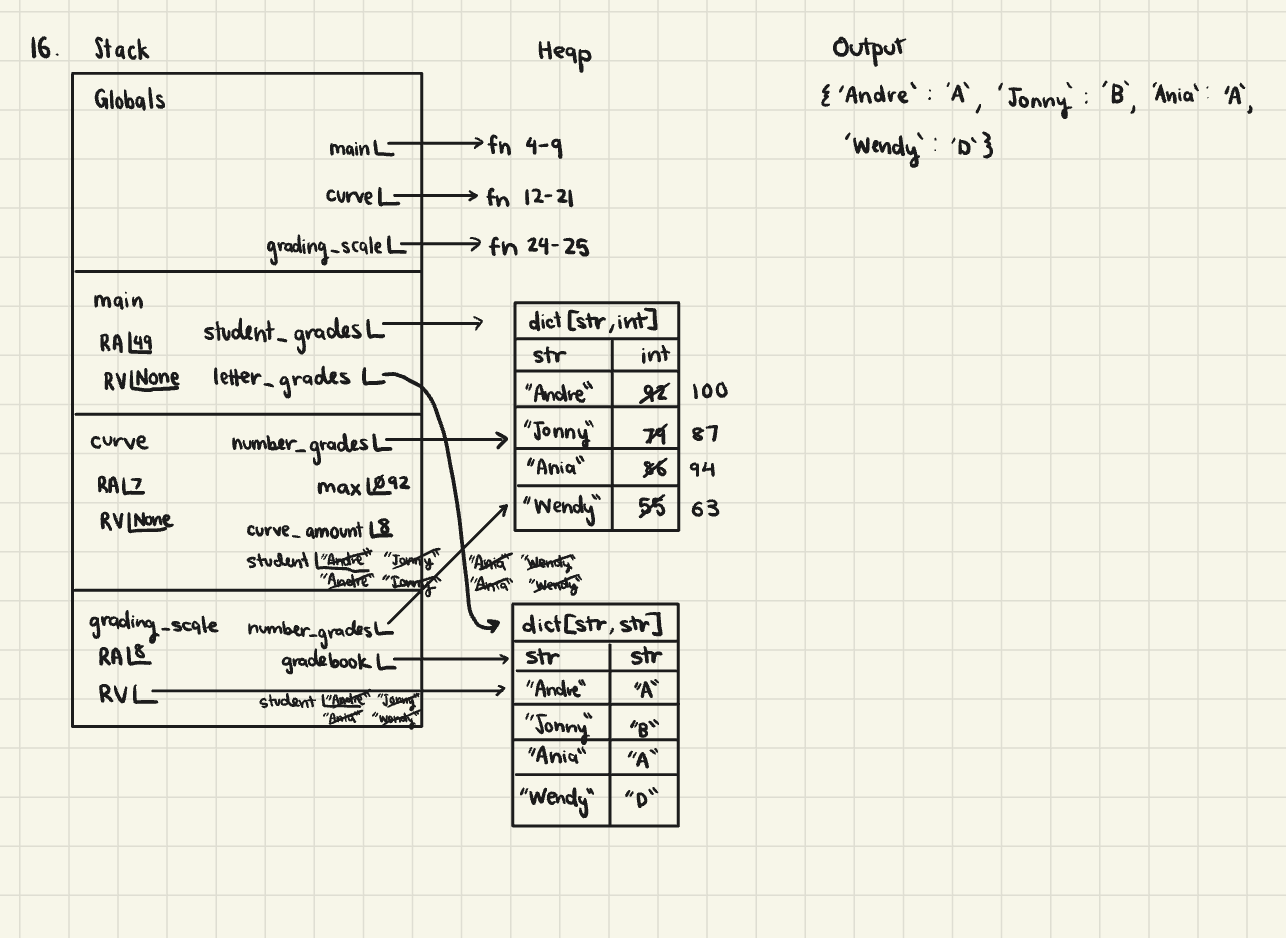 16. Stack
Globals
main
curve
grading_scale
main
RA 49
RV None
student_grades
letter_grades
curve
RA 7
RV None
number_grades
max 0 92
curve_amount 8
student "Andre" "Jonny" "Ania" "Wendy"
"Andre" "Jonny" "Ania" "Wendy"
grading_scale
RA 8
RV
number_grades
gradebook
student "Andre" "Jonny"
"Ania" "Wendy"
Heap
fn 4-9
fn 12-21
fn 24-25
dict[str,int]
str int
"Andre" 92 100
"Jonny" 79 87
"Ania" 86 94
"Wendy" 55 63
dict[str,str]
str str
"Andre" "A"
"Jonny" "B"
"Ania" "A"
"Wendy" "D"
Output
{'Andre': 'A', 'Jonny': 'B', 'Ania': 'A',
'Wendy': 'D'}